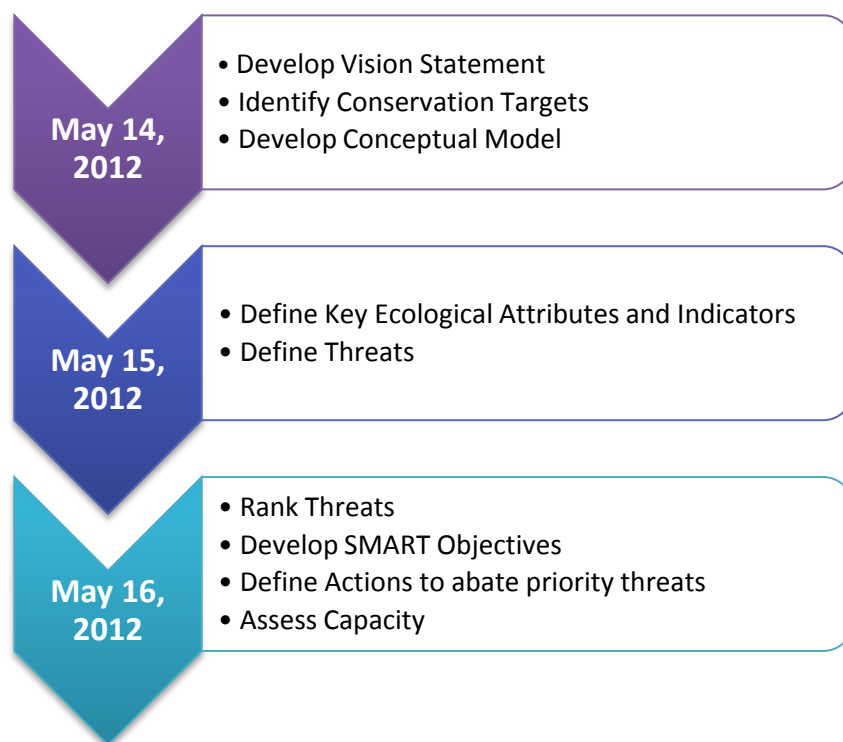 May 14,
2012
• Develop Vision Statement
• Identify Conservation Targets
• Develop Conceptual Model
May 15,
2012
• Define Key Ecological Attributes and Indicators
• Define Threats
May 16,
2012
• Rank Threats
• Develop SMART Objectives
• Define Actions to abate priority threats
• Assess Capacity